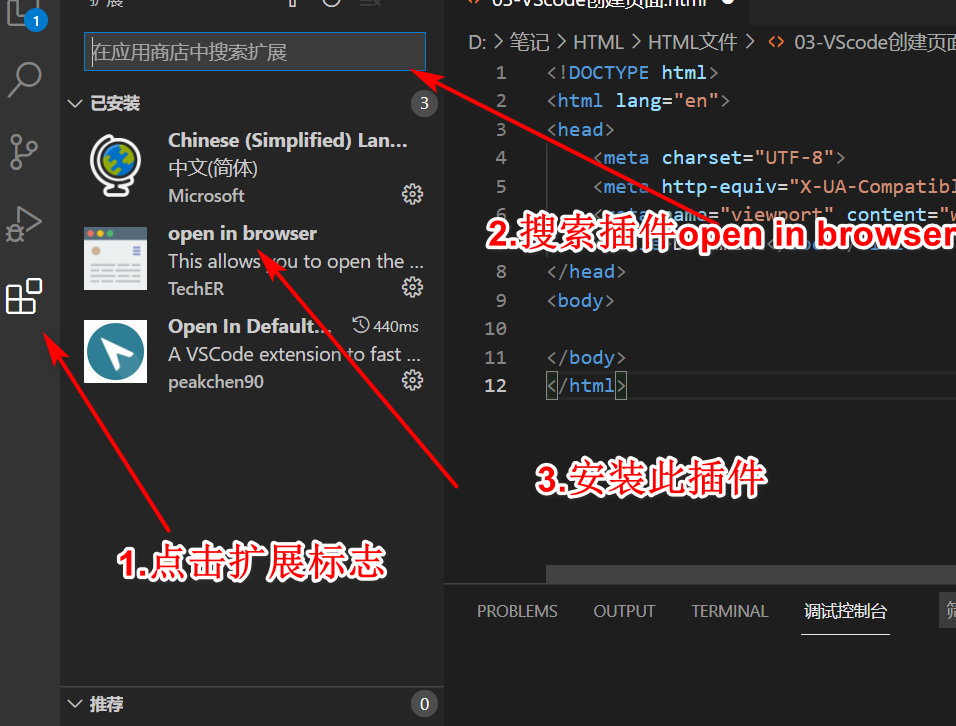 扩展
1
在应用商店中搜索扩展
已安装
3
Chinese (Simplified) Lan...
中文(简体)
Microsoft
open in browser
This allows you to open the ...
TechER
Open In Default...
440ms
A VSCode extension to fast ...
peakchen90
1.点击扩展标志
推荐
0
03-VScode创建页面.html
D: > 笔记 > HTML > HTML文件 > <> 03-VScode创建页面
1 <!DOCTYPE html>
2 <html lang="en">
3 <head>
4 <meta charset="UTF-8">
5 <meta http-equiv="X-UA-Compatibl
6 name="viewport" content="w
2.搜索插件open in browser
8 </head>
9 <body>
10
11 </body>
12 </html>
3.安装此插件
PROBLEMS
OUTPUT
TERMINAL
调试控制台